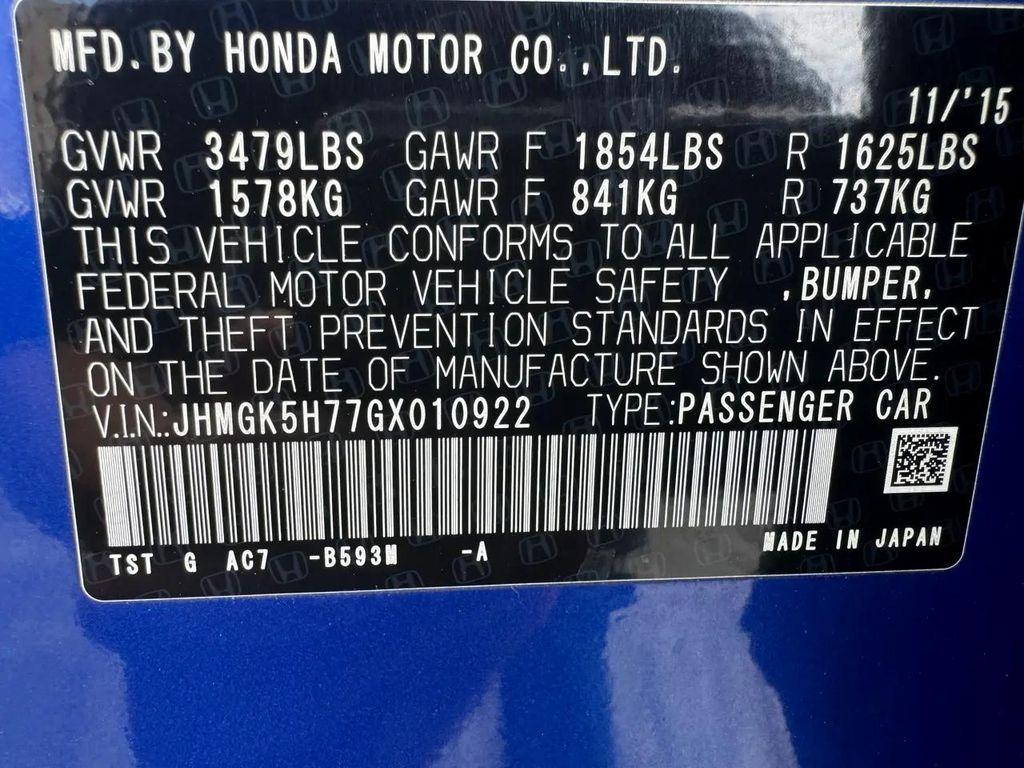 MFD. BY HONDA MOTOR CO.,LTD.
11/'15
GVWR 3479LBS GAWR F 1854LBS R 1625LBS
GVWR 1578KG GAWR F 841KG R 737KG
THIS VEHICLE CONFORMS TO ALL APPLICABLE
FEDERAL MOTOR VEHICLE SAFETY ,BUMPER,
AND THEFT PREVENTION STANDARDS IN EFFECT
ON THE DATE OF MANUFACTURE SHOWN ABOVE.
V.I.N.:JHMGK5H77GX010922 TYPE:PASSENGER CAR
TST G AC7 -B593M -A
MADE IN JAPAN